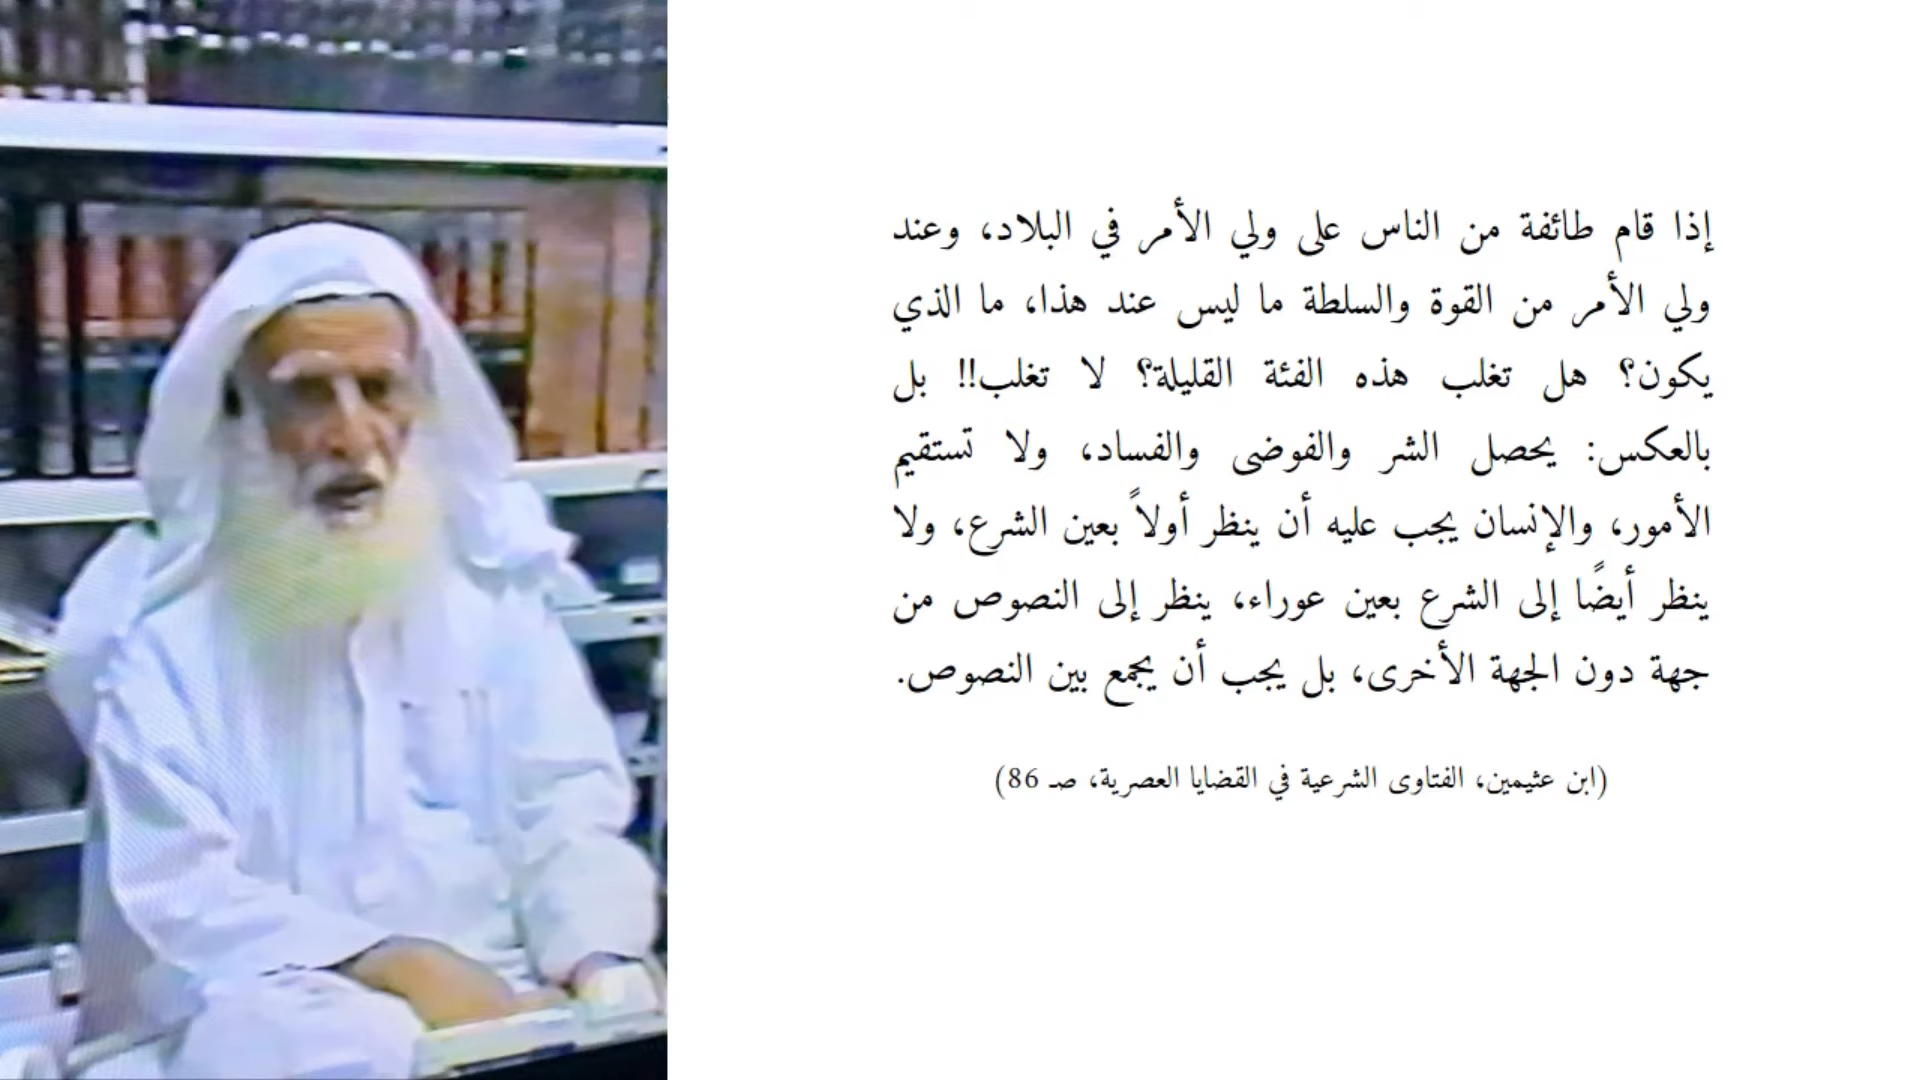 إذا قام طائفة من الناس على ولي الأمر في البلاد، وعند
ولي الأمر من القوة والسلطة ما ليس عند هذا، ما الذي
يكون؟ هل تغلب هذه الفئة القليلة؟ لا تغلب!! بل
بالعكس: يحصل الشر والفوضى والفساد، ولا تستقيم
الأمور، والإنسان يجب عليه أن ينظر أولاً بعين الشرع، ولا
ينظر أيضًا إلى الشرع بعين عوراء، ينظر إلى النصوص من
جهة دون الجهة الأخرى، بل يجب أن يجمع بين النصوص.
(ابن عثيمين، الفتاوى الشرعية في القضايا العصرية، صـ 86)